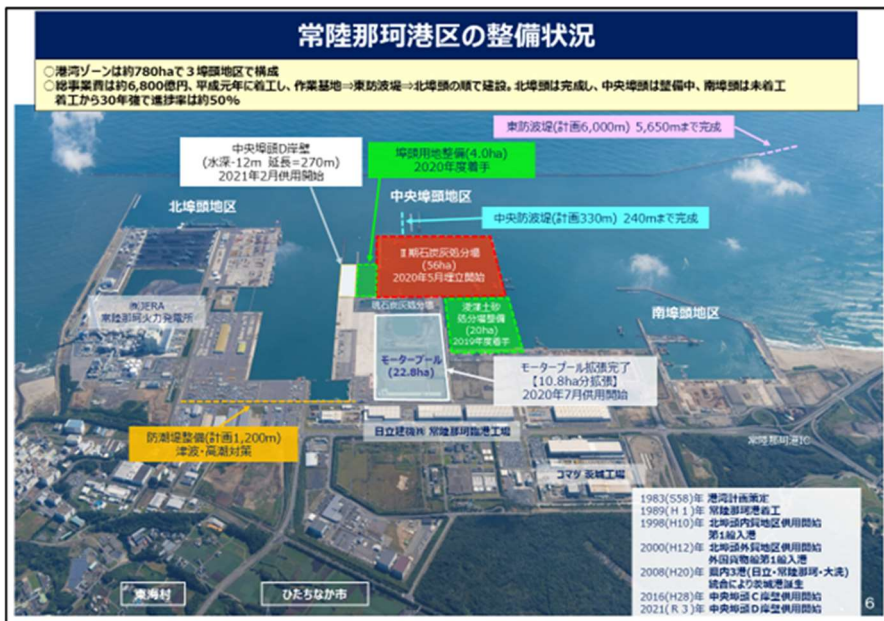 常陸那珂港区の整備状況
○港湾ゾーンは約780haで３埠頭地区で構成
○総事業費は約6,800億円、平成元年に着工し、作業基地⇒東防波堤⇒北埠頭の順で建設。北埠頭は完成し、中央埠頭は整備中、南埠頭は未着工
着工から30年強で進捗率は約50%
東防波堤(計画6,000m) 5,650mまで完成
中央埠頭D岸壁
(水深-12m 延長=270m)
2021年2月供用開始
埠頭用地整備(4.0ha)
2020年度着手
中央埠頭地区
北埠頭地区
中央防波堤(計画330m) 240mまで完成
Ⅱ期石炭灰処分場
(56ha)
2020年5月埋立開始
㈱JERA
常陸那珂火力発電所
現石炭灰処分場
浚渫土砂
処分場整備
(20ha)
2019年度着手
南埠頭地区
モータープール
(22.8ha)
モータープール拡張完了
【10.8ha分拡張】
2020年7月供用開始
防潮堤整備(計画1,200m)
津波・高潮対策
日立建機㈱ 常陸那珂臨港工場
常陸那珂港IC
コマツ 茨城工場
1983(S58)年 港湾計画策定
1989(H１)年 常陸那珂港着工
1998(H10)年 北埠頭内貿地区供用開始
第1船入港
2000(H12)年 北埠頭外貿地区供用開始
外国貨物船第1船入港
2008(H20)年 県内3港(日立・常陸那珂・大洗)
統合により茨城港誕生
2016(H28)年 中央埠頭Ｃ岸壁供用開始
2021(Ｒ３)年 中央埠頭Ｄ岸壁供用開始
東海村
ひたちなか市
6